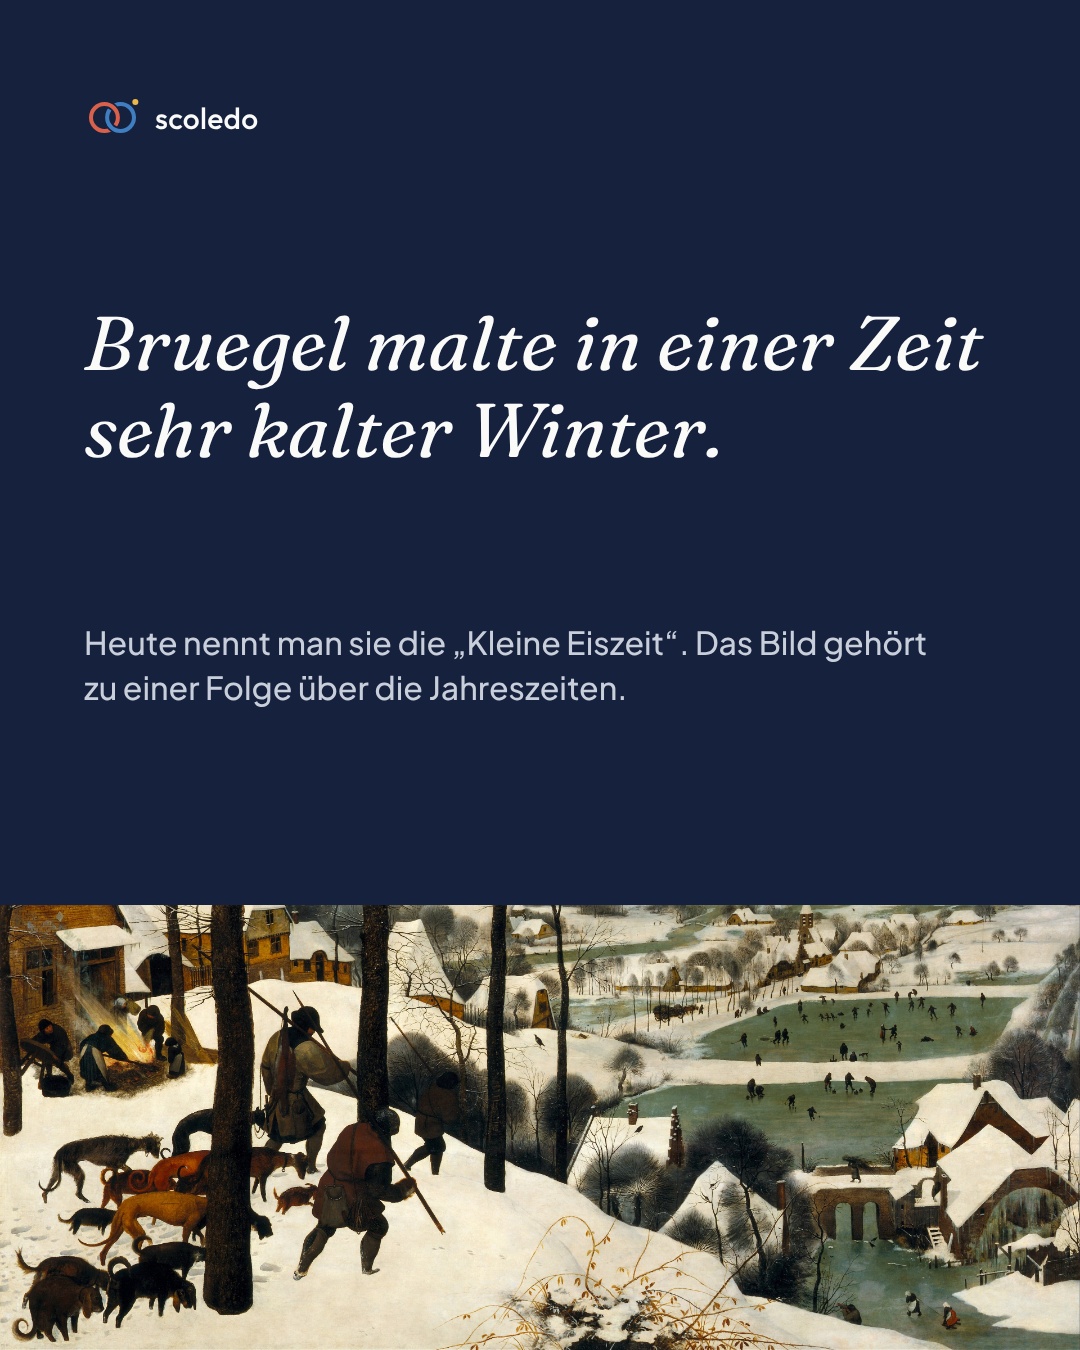 scoledo
Bruegel malte in einer Zeit
sehr kalter Winter.
Heute nennt man sie die „Kleine Eiszeit“. Das Bild gehört
zu einer Folge über die Jahreszeiten.